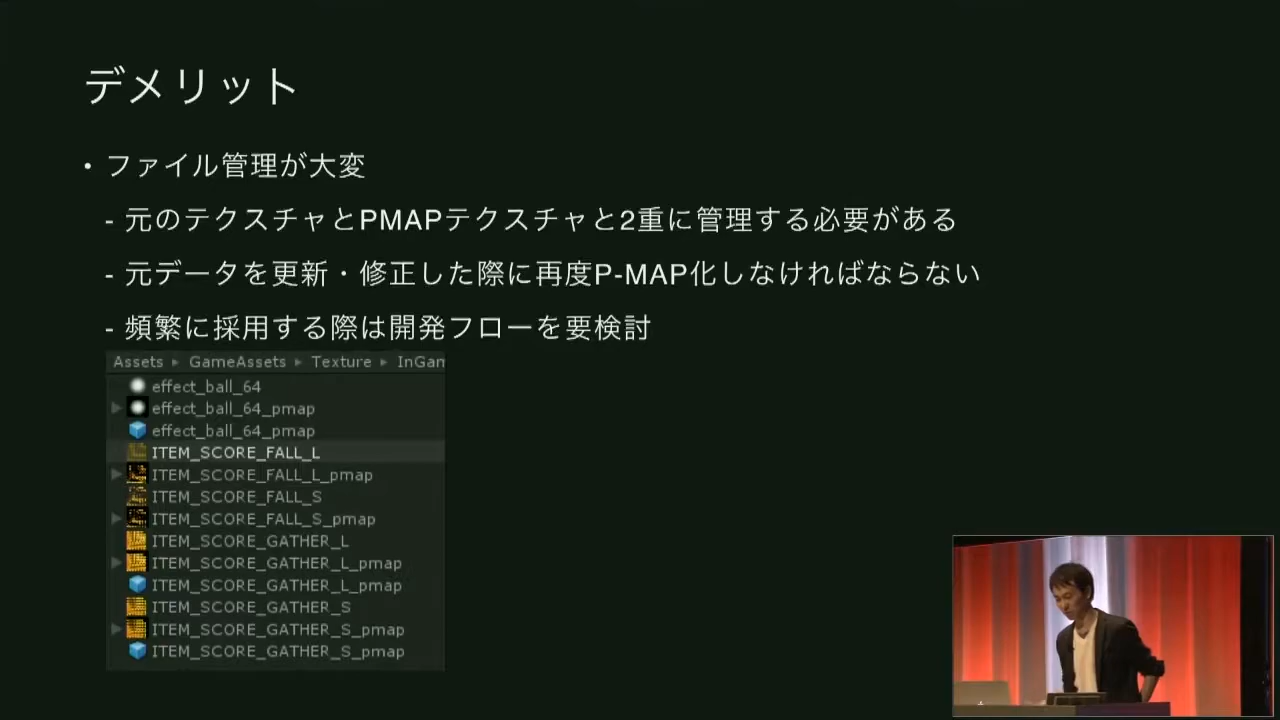 デメリット
・ファイル管理が大変
- 元のテクスチャとPMAPテクスチャと2重に管理する必要がある
- 元データを更新・修正した際に再度P-MAP化しなければならない
- 頻繁に採用する際は開発フローを要検討
Assets ▸ GameAssets ▸ Texture ▸ InGam
effect_ball_64
effect_ball_64_pmap
effect_ball_64_pmap
ITEM_SCORE_FALL_L
ITEM_SCORE_FALL_L_pmap
ITEM_SCORE_FALL_S
ITEM_SCORE_FALL_S_pmap
ITEM_SCORE_GATHER_L
ITEM_SCORE_GATHER_L_pmap
ITEM_SCORE_GATHER_L_pmap
ITEM_SCORE_GATHER_S
ITEM_SCORE_GATHER_S_pmap
ITEM_SCORE_GATHER_S_pmap